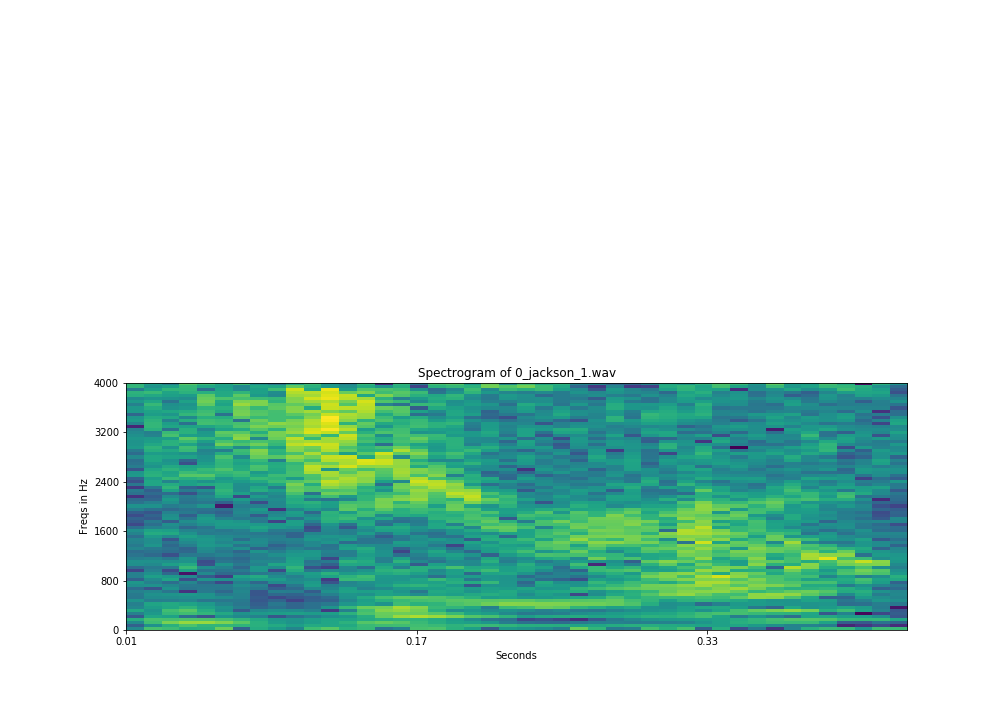 Spectrogram of 0_jackson_1.wav
4000
3200
2400
1600
800
0
Freqs in Hz
0.01 0.17 0.33
Seconds